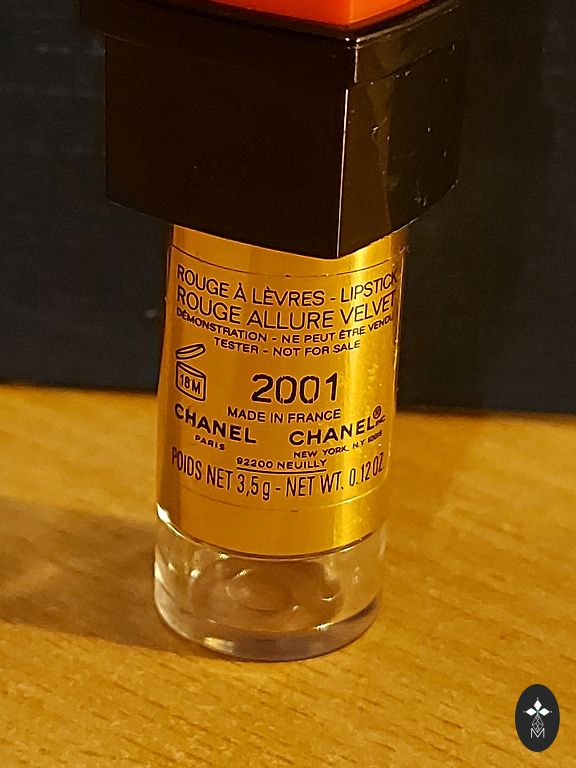 ROUGE À LÈVRES - LIPSTICK
ROUGE ALLURE VELVET
DÉMONSTRATION - NE PEUT ÊTRE VENDU
TESTER - NOT FOR SALE
18M
2001
MADE IN FRANCE
CHANEL CHANEL® INC
PARIS NEW YORK, N.Y. 10019
92200 NEUILLY
POIDS NET 3,5g - NET WT. 0.12 OZ
M